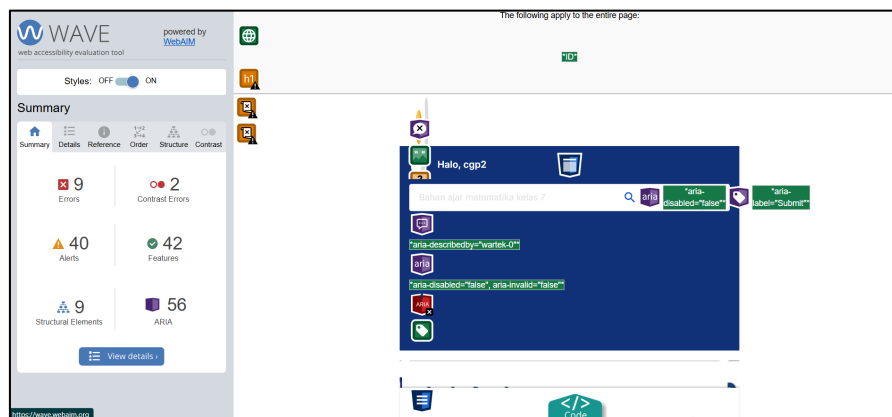 WAVE
powered by
WebAIM
web accessibility evaluation tool
Styles: OFF ON
Summary
Summary Details Reference Order Structure Contrast
9
Errors
2
Contrast Errors
40
Alerts
42
Features
9
Structural Elements
56
ARIA
View details ›
https://wave.webaim.org
The following apply to the entire page:
*ID*
h1
Halo, cgp2
Bahan ajar matematika kelas 7
aria
*aria-disabled="false"*
*aria-label="Submit"*
*aria-describedby="wartek-0"*
aria
*aria-disabled="false", aria-invalid="false"*
ARIA
</>
Code